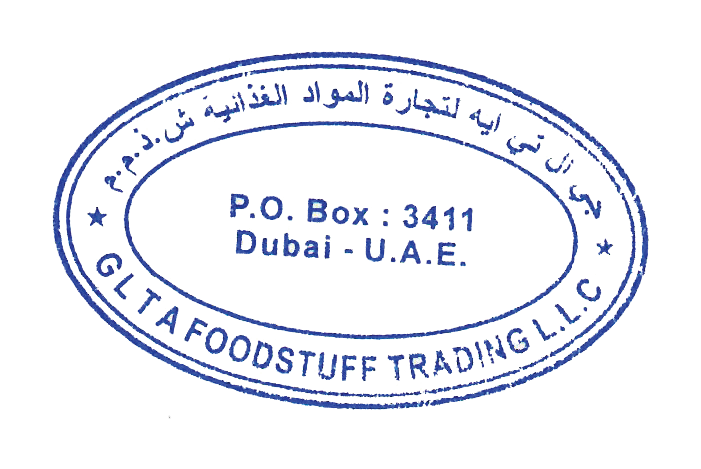 جي ال تي ايه لتجارة المواد الغذائية ش.ذ.م.م
P.O. Box : 3411
Dubai - U.A.E.
G L T A FOODSTUFF TRADING L.L.C